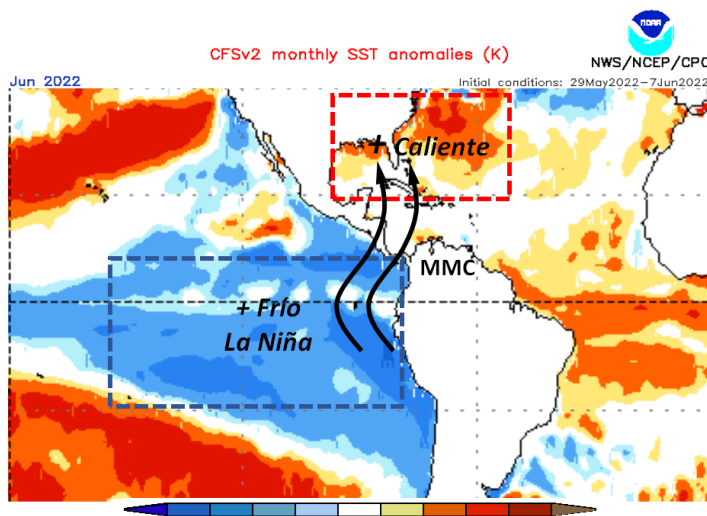 NOAA
CFSv2 monthly SST anomalies (K)
NWS/NCEP/CPC
Jun 2022
Initial conditions: 29May2022-7Jun2022
+ Caliente
MMC
+ Frío
La Niña